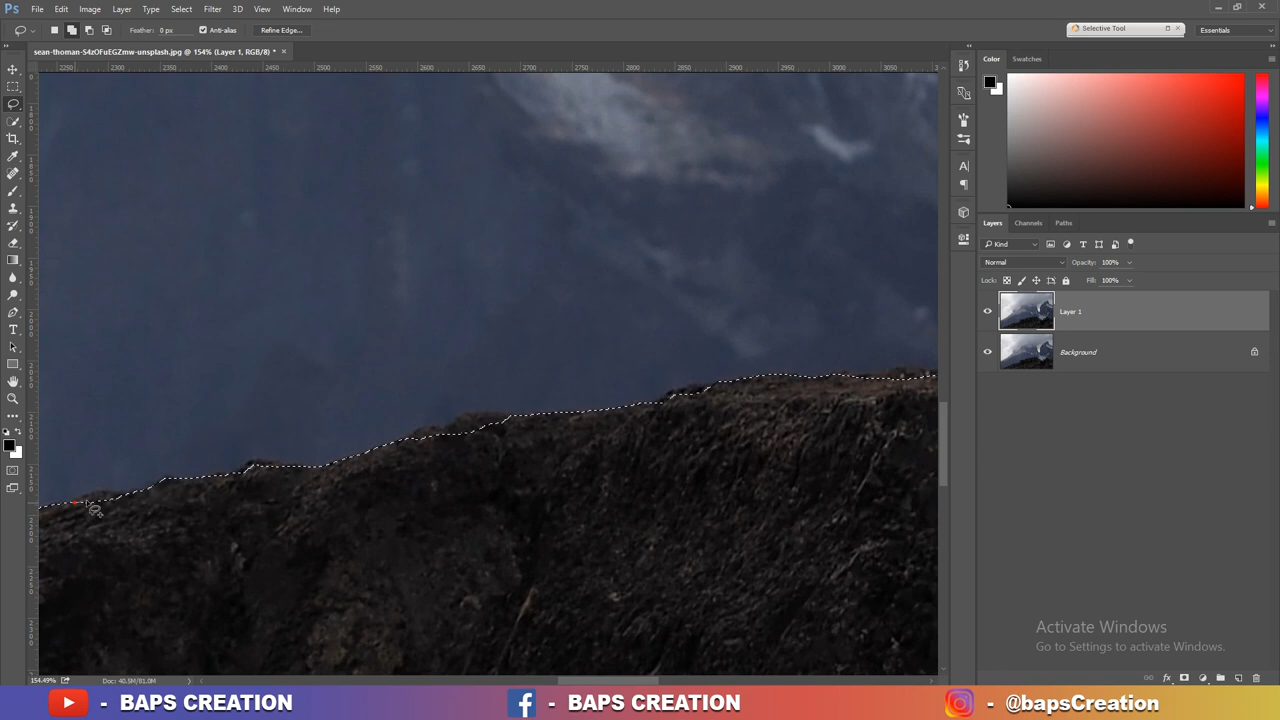 Ps File Edit Image Layer Type Select Filter 3D View Window Help
Feather: 0 px Anti-alias Refine Edge... Selective Tool Essentials
sean-thoman-S4zOFuEGZmw-unsplash.jpg @ 154% (Layer 1, RGB/8) *
2250 2300 2350 2400 2450 2500 2550 2600 2650 2700 2750 2800 2850 2900 2950 3000 3050
Color Swatches
Layers Channels Paths
Kind
Normal Opacity: 100%
Lock: Fill: 100%
Layer 1
Background
Activate Windows
Go to Settings to activate Windows.
154.49% Doc: 40.5M/81.0M
- BAPS CREATION - BAPS CREATION - @bapsCreation